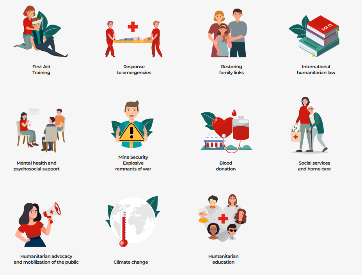 First Aid
Training
Response
to emergencies
Restoring
family links
International
humanitarian law
Mental health and
psychosocial support
Mine Security
Explosive
remnants of war
Blood
donation
Social services
and home care
Humanitarian advocacy
and mobilization of the public
Climate change
Humanitarian
education